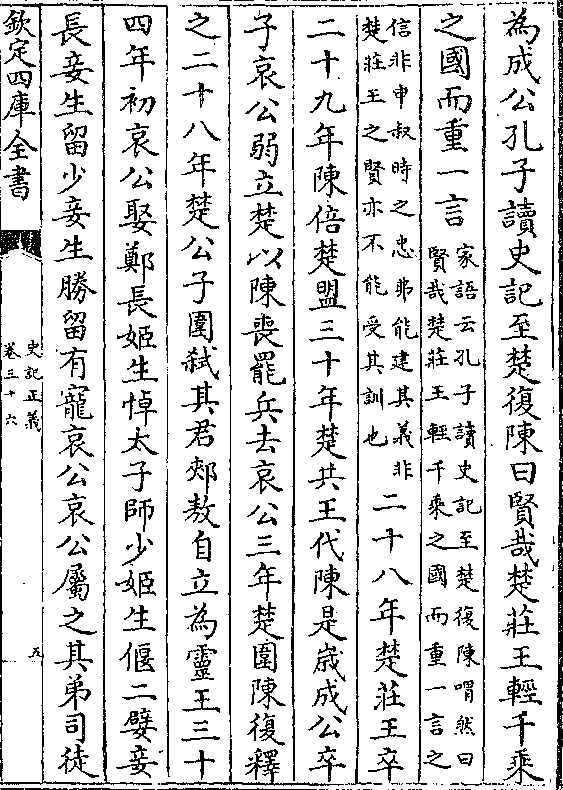 為成公孔子讀史記至楚復陳曰賢哉楚莊王輕千乘
之國而重一言家語云孔子讀史記至楚復陳喟然曰
賢哉楚莊王輕千乘之國而重一言之
信非申叔時之忠弗能建其義非
楚莊王之賢亦不能受其訓也
二十八年楚莊王卒
二十九年陳倍楚盟三十年楚共王伐陳是歲成公卒
子哀公弱立楚以陳喪罷兵去哀公三年楚圍陳復釋
之二十八年楚公子圍弑其君郟敖自立為靈王三十
四年初哀公娶鄭長姬生悼太子師少姬生偃二嬖妾
長妾生留少妾生勝留有寵哀公哀公屬之其弟司徒
欽定四庫全書
史記正義
卷三十六
五